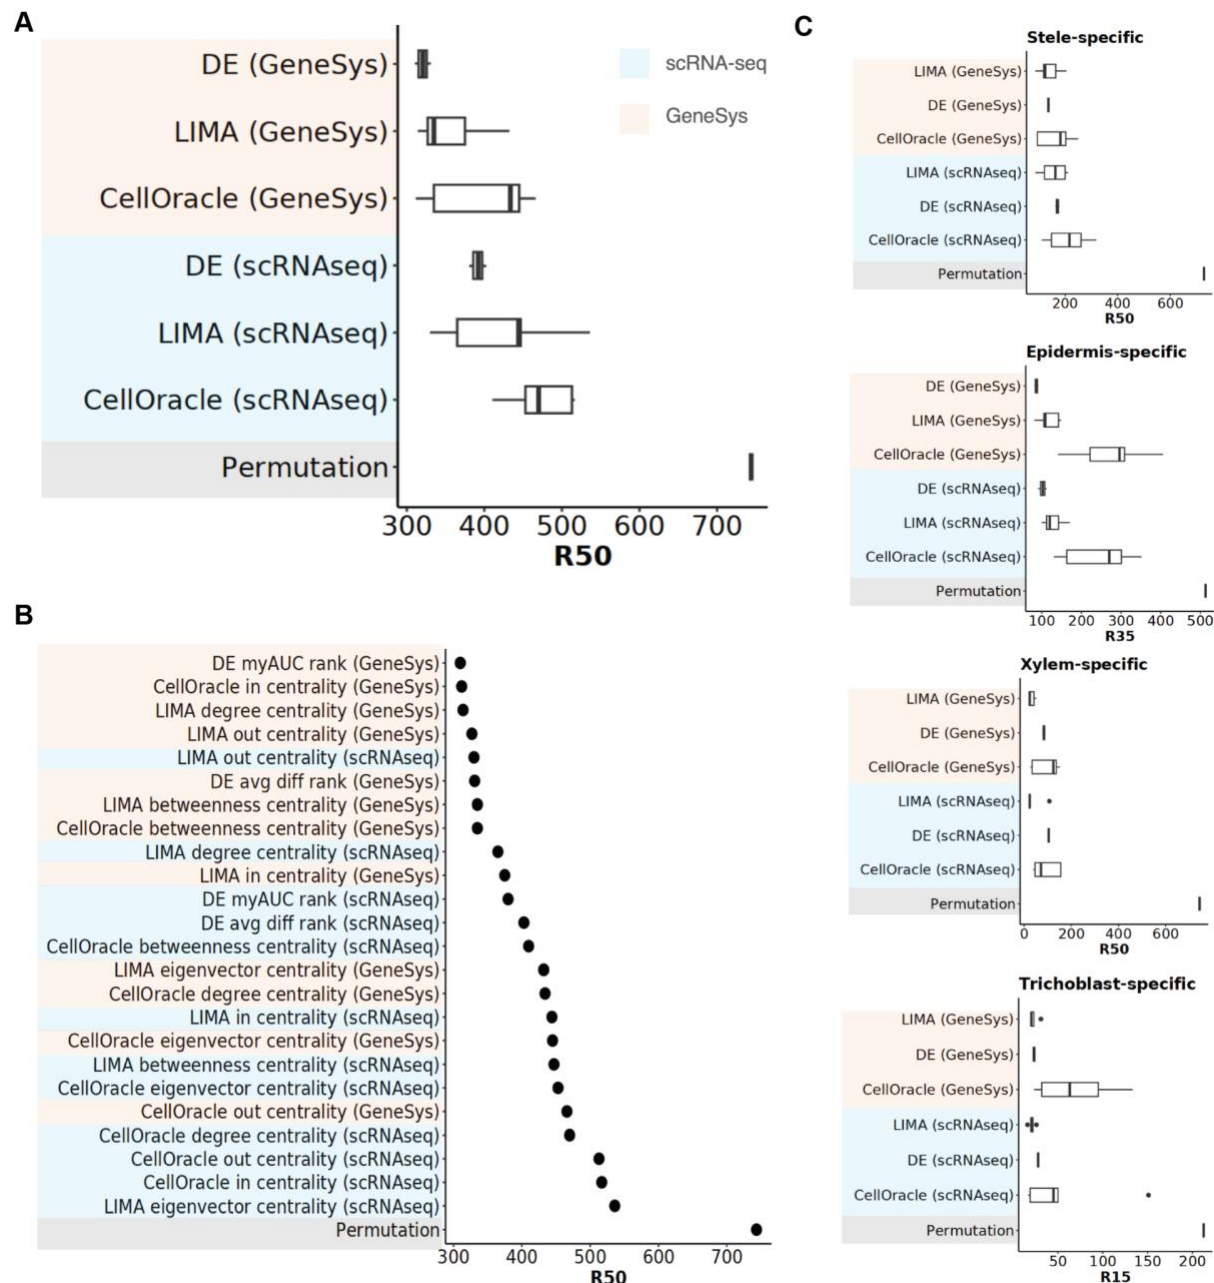 A
DE (GeneSys)
LIMA (GeneSys)
CellOracle (GeneSys)
DE (scRNAseq)
LIMA (scRNAseq)
CellOracle (scRNAseq)
Permutation
scRNA-seq
GeneSys
300 400 500 600 700
R50
B
DE myAUC rank (GeneSys)
CellOracle in centrality (GeneSys)
LIMA degree centrality (GeneSys)
LIMA out centrality (GeneSys)
LIMA out centrality (scRNAseq)
DE avg diff rank (GeneSys)
LIMA betweenness centrality (GeneSys)
CellOracle betweenness centrality (GeneSys)
LIMA degree centrality (scRNAseq)
LIMA in centrality (GeneSys)
DE myAUC rank (scRNAseq)
DE avg diff rank (scRNAseq)
CellOracle betweenness centrality (scRNAseq)
LIMA eigenvector centrality (GeneSys)
CellOracle degree centrality (GeneSys)
LIMA in centrality (scRNAseq)
CellOracle eigenvector centrality (GeneSys)
LIMA betweenness centrality (scRNAseq)
CellOracle eigenvector centrality (scRNAseq)
CellOracle out centrality (GeneSys)
CellOracle degree centrality (scRNAseq)
CellOracle out centrality (scRNAseq)
CellOracle in centrality (scRNAseq)
LIMA eigenvector centrality (scRNAseq)
Permutation
300 400 500 600 700
R50
C
Stele-specific
LIMA (GeneSys)
DE (GeneSys)
CellOracle (GeneSys)
LIMA (scRNAseq)
DE (scRNAseq)
CellOracle (scRNAseq)
Permutation
200 400 600
R50
Epidermis-specific
DE (GeneSys)
LIMA (GeneSys)
CellOracle (GeneSys)
DE (scRNAseq)
LIMA (scRNAseq)
CellOracle (scRNAseq)
Permutation
100 200 300 400 500
R35
Xylem-specific
LIMA (GeneSys)
DE (GeneSys)
CellOracle (GeneSys)
LIMA (scRNAseq)
DE (scRNAseq)
CellOracle (scRNAseq)
Permutation
0 200 400 600
R50
Trichoblast-specific
LIMA (GeneSys)
DE (GeneSys)
CellOracle (GeneSys)
LIMA (scRNAseq)
DE (scRNAseq)
CellOracle (scRNAseq)
Permutation
50 100 150 200
R15